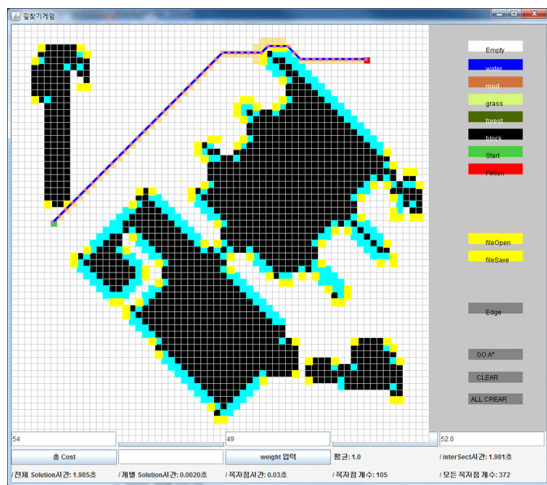 길찾기게임
Empty
water
mud
grass
forest
block
Start
Finish
fileOpen
fileSave
Edge
GO A*
CLEAR
ALL CREAR
54 49 52.0
총 Cost weight 입력 평균: 1.0 / interSect시간: 1.981초
/ 전체 Solution시간: 1.985초 / 개별 Solution시간: 0.0020초 / 꼭지점시간: 0.03초 / 꼭지점 개수: 105 / 모든 꼭지점 개수: 372